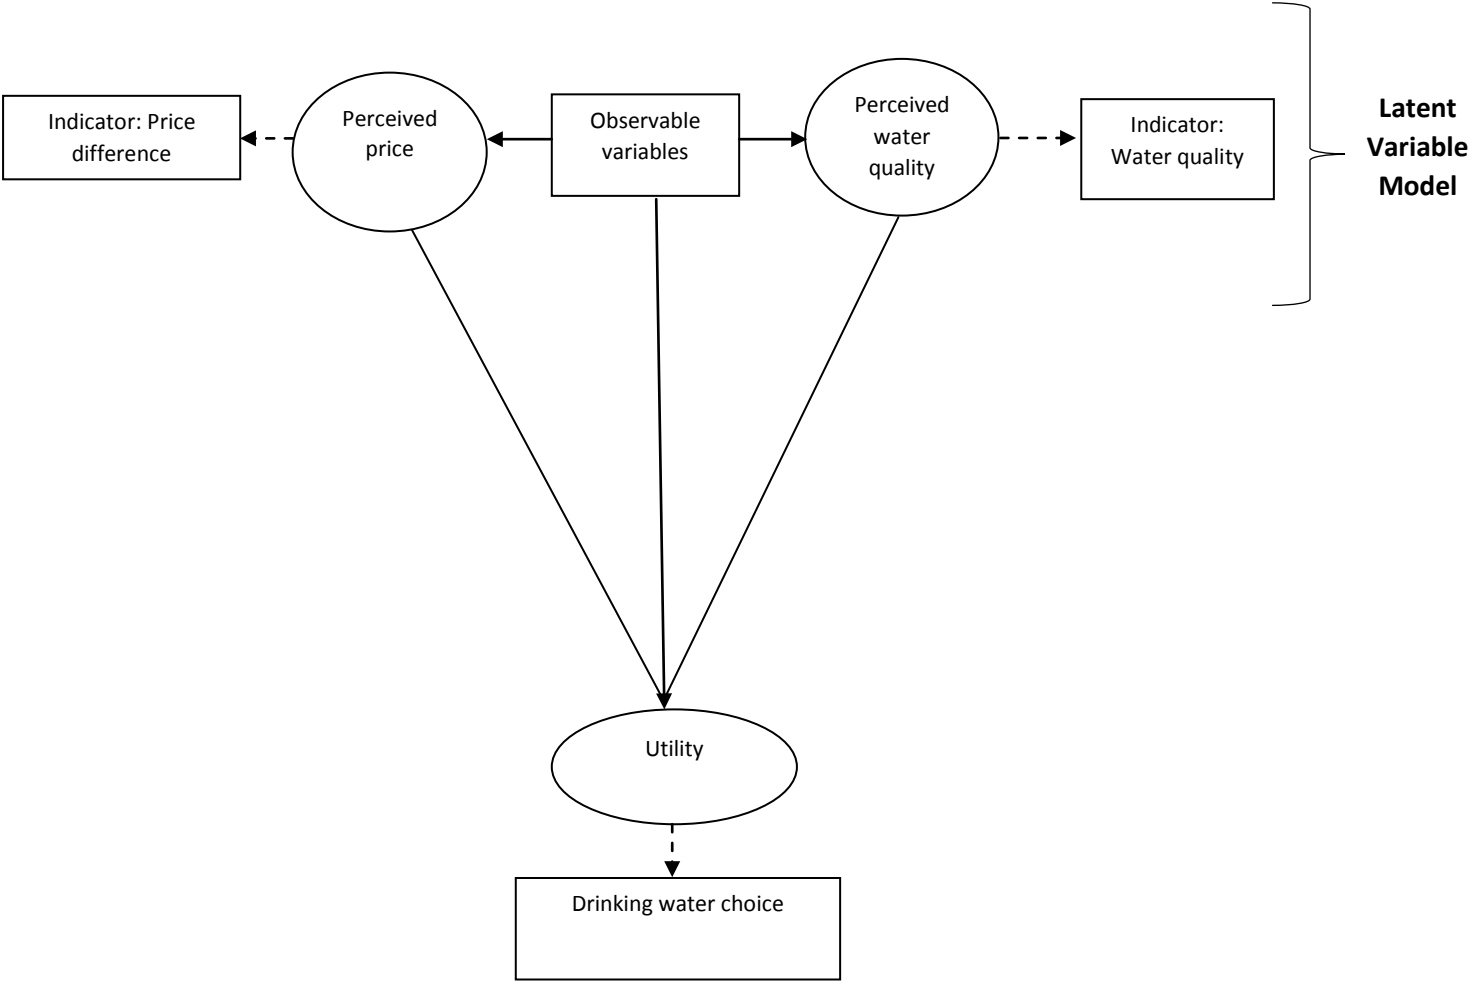 Indicator: Price
difference
Perceived
price
Observable
variables
Perceived
water
quality
Indicator:
Water quality
Latent
Variable
Model
Utility
Drinking water choice